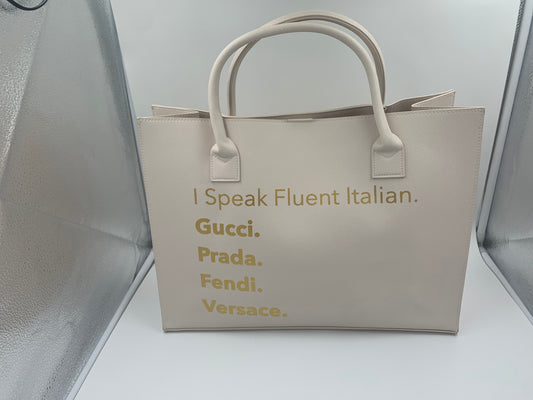 I Speak Fluent Italian.
Gucci.
Prada.
Fendi.
Versace.